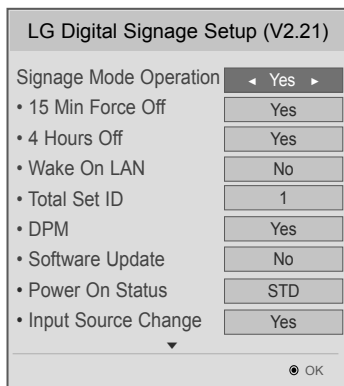 LG Digital Signage Setup (V2.21)
Signage Mode Operation ◄ Yes ►
• 15 Min Force Off Yes
• 4 Hours Off Yes
• Wake On LAN No
• Total Set ID 1
• DPM Yes
• Software Update No
• Power On Status STD
• Input Source Change Yes
▼
◉ OK